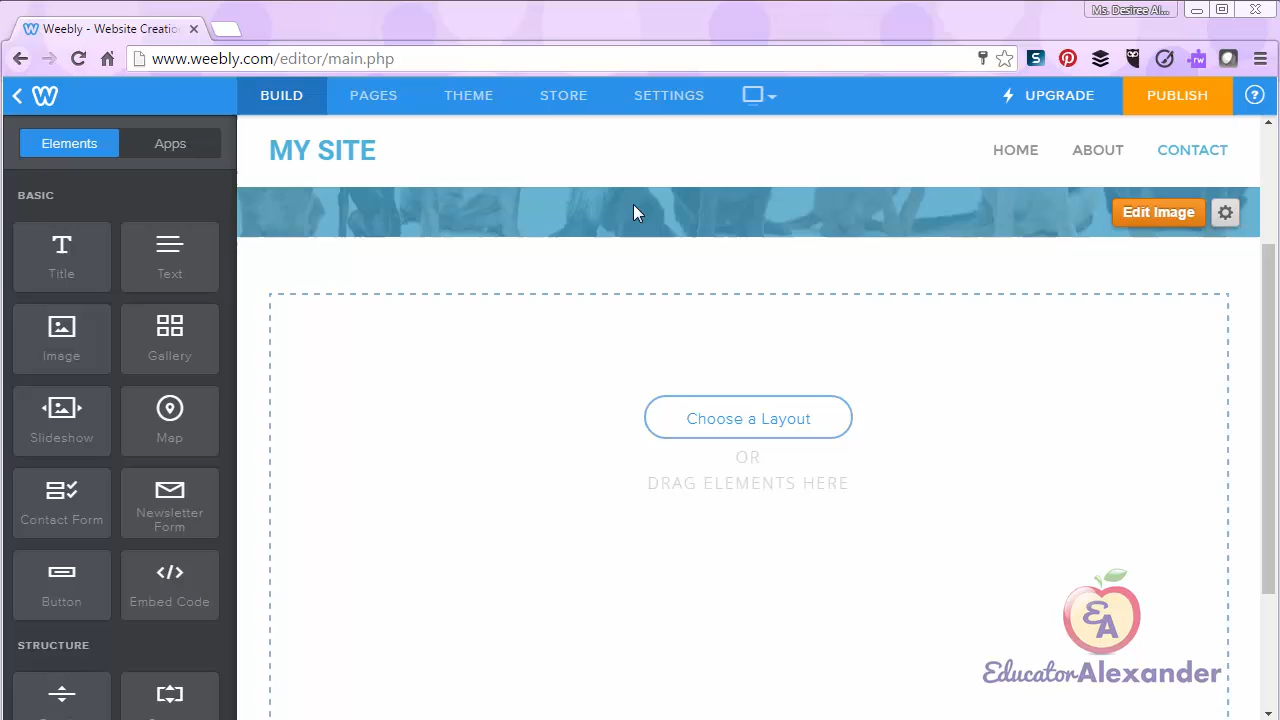 Ms. Desiree Al...
Weebly - Website Creatio
www.weebly.com/editor/main.php
S
rw
BUILD
PAGES
THEME
STORE
SETTINGS
UPGRADE
PUBLISH
?
Elements
Apps
MY SITE
HOME
ABOUT
CONTACT
BASIC
Edit Image
Title
Text
Image
Gallery
Slideshow
Map
Contact Form
Newsletter
Form
Button
Embed Code
STRUCTURE
Choose a Layout
OR
DRAG ELEMENTS HERE
EA
EducatorAlexander